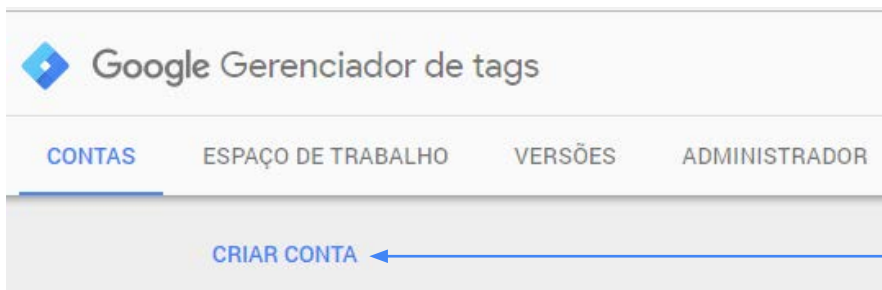 Google Gerenciador de tags
CONTAS ESPAÇO DE TRABALHO VERSÕES ADMINISTRADOR
CRIAR CONTA